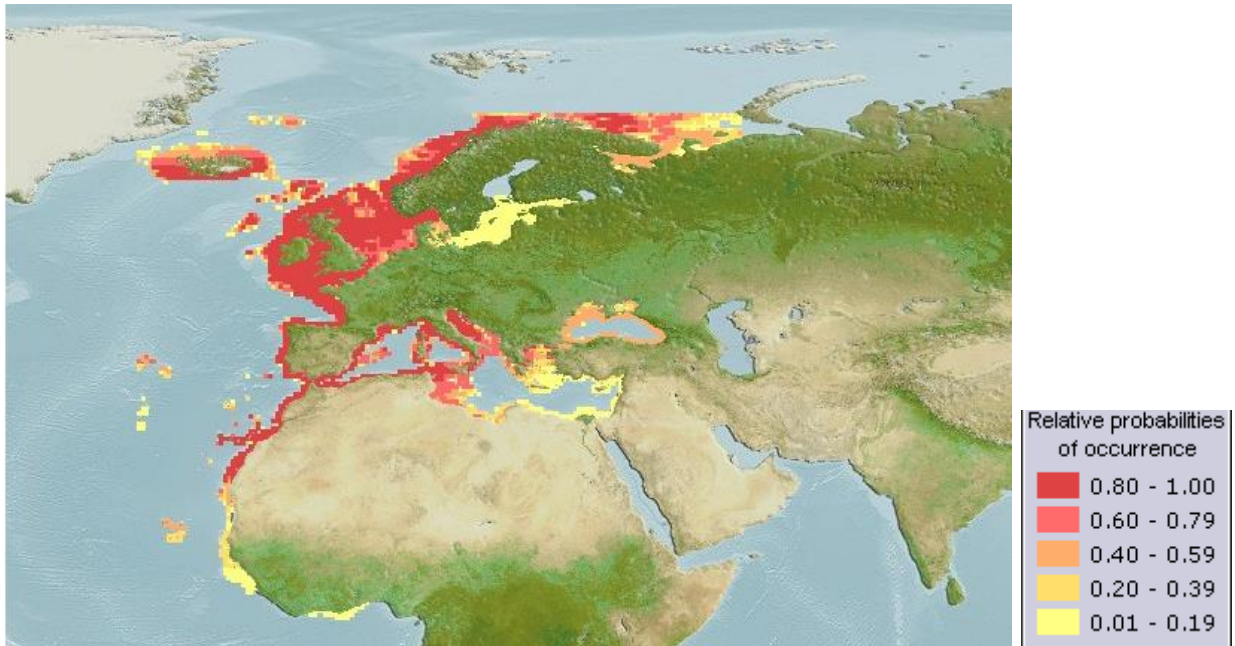 Relative probabilities
of occurrence
0.80 - 1.00
0.60 - 0.79
0.40 - 0.59
0.20 - 0.39
0.01 - 0.19